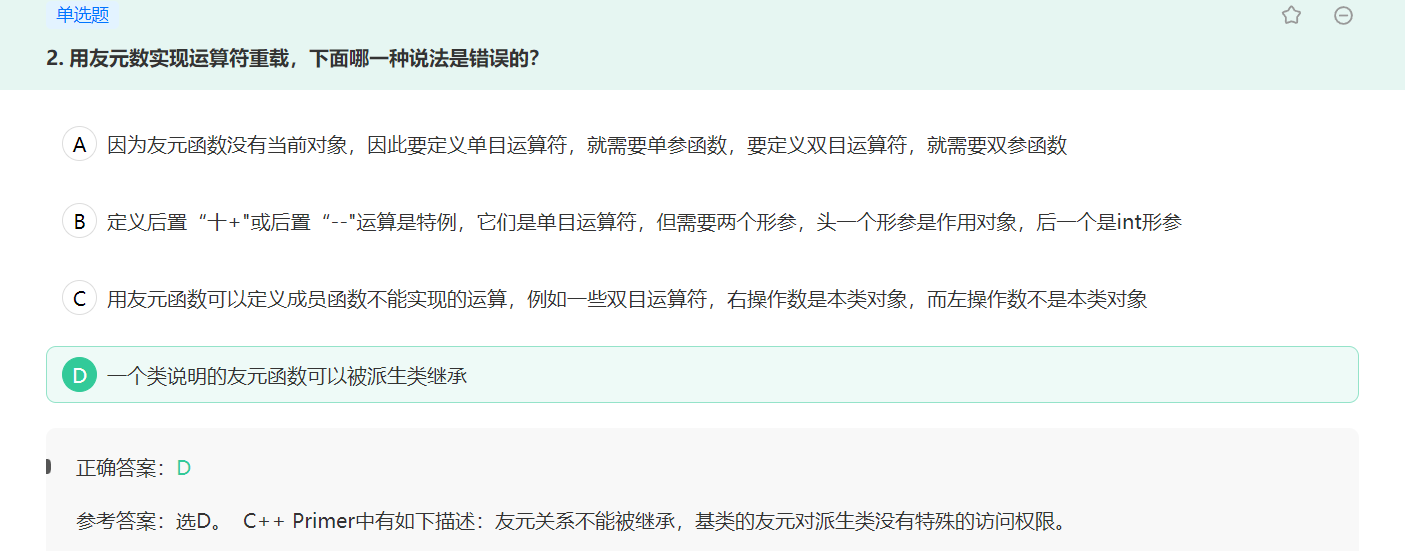 单选题
2. 用友元数实现运算符重载，下面哪一种说法是错误的？
A 因为友元函数没有当前对象，因此要定义单目运算符，就需要单参函数，要定义双目运算符，就需要双参函数
B 定义后置“十+"或后置“--"运算是特例，它们是单目运算符，但需要两个形参，头一个形参是作用对象，后一个是int形参
C 用友元函数可以定义成员函数不能实现的运算，例如一些双目运算符，右操作数是本类对象，而左操作数不是本类对象
D 一个类说明的友元函数可以被派生类继承
正确答案：D
参考答案：选D。 C++ Primer中有如下描述：友元关系不能被继承，基类的友元对派生类没有特殊的访问权限。